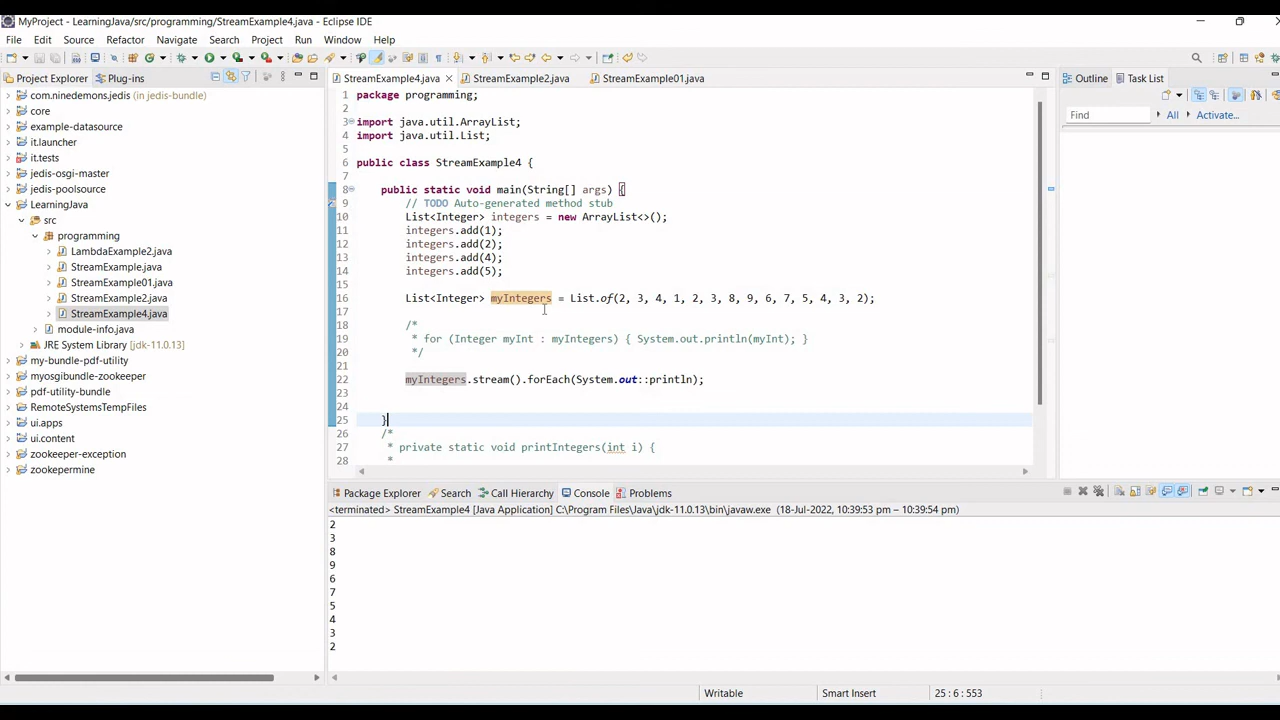 MyProject - LearningJava/src/programming/StreamExample4.java - Eclipse IDE
File Edit Source Refactor Navigate Search Project Run Window Help
Project Explorer Plug-ins
com.ninedemons.jedis (in jedis-bundle)
core
example-datasource
it.launcher
it.tests
jedis-osgi-master
jedis-poolsource
LearningJava
src
programming
LambdaExample2.java
StreamExample.java
StreamExample01.java
StreamExample2.java
StreamExample4.java
module-info.java
JRE System Library [jdk-11.0.13]
my-bundle-pdf-utility
myosgibundle-zookeeper
pdf-utility-bundle
RemoteSystemsTempFiles
ui.apps
ui.content
zookeeper-exception
zookepermine
StreamExample4.java StreamExample2.java StreamExample01.java
1 package programming;
2
3 import java.util.ArrayList;
4 import java.util.List;
5
6 public class StreamExample4 {
7
8 public static void main(String[] args) {
9 // TODO Auto-generated method stub
10 List<Integer> integers = new ArrayList<>();
11 integers.add(1);
12 integers.add(2);
13 integers.add(4);
14 integers.add(5);
15
16 List<Integer> myIntegers = List.of(2, 3, 4, 1, 2, 3, 8, 9, 6, 7, 5, 4, 3, 2);
17
18 /*
19 * for (Integer myInt : myIntegers) { System.out.println(myInt); }
20 */
21
22 myIntegers.stream().forEach(System.out::println);
23
24
25 }
26 /*
27 * private static void printIntegers(int i) {
28 *
Outline Task List
Find All Activate...
Package Explorer Search Call Hierarchy Console Problems
<terminated> StreamExample4 [Java Application] C:\Program Files\Java\jdk-11.0.13\bin\javaw.exe (18-Jul-2022, 10:39:53 pm – 10:39:54 pm)
2
3
8
9
6
7
5
4
3
2
Writable Smart Insert 25 : 6 : 553